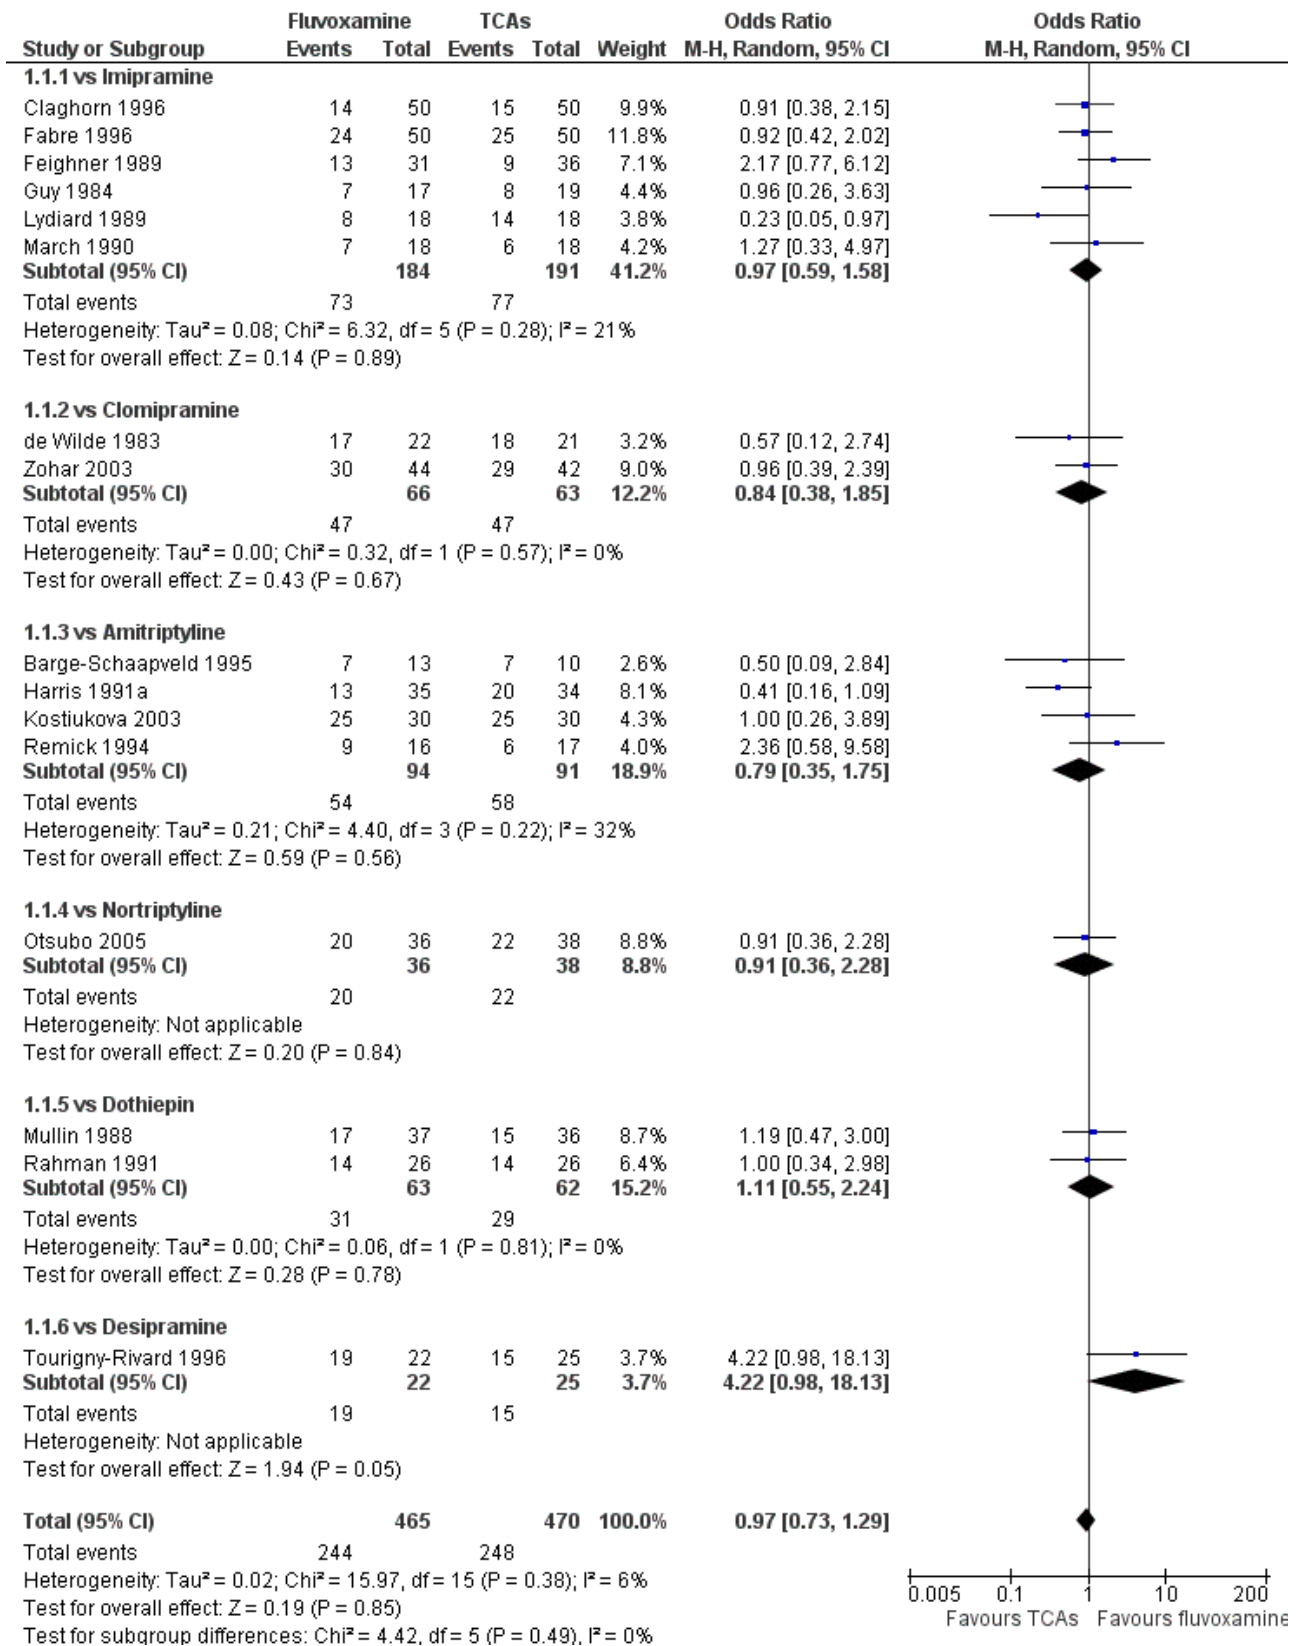 Fluvoxamine TCAs Odds Ratio Odds Ratio
Study or Subgroup Events Total Events Total Weight M-H, Random, 95% CI M-H, Random, 95% CI
1.1.1 vs Imipramine
Claghorn 1996 14 50 15 50 9.9% 0.91 [0.38, 2.15]
Fabre 1996 24 50 25 50 11.8% 0.92 [0.42, 2.02]
Feighner 1989 13 31 9 36 7.1% 2.17 [0.77, 6.12]
Guy 1984 7 17 8 19 4.4% 0.96 [0.26, 3.63]
Lydiard 1989 8 18 14 18 3.8% 0.23 [0.05, 0.97]
March 1990 7 18 6 18 4.2% 1.27 [0.33, 4.97]
Subtotal (95% CI) 184 191 41.2% 0.97 [0.59, 1.58]
Total events 73 77
Heterogeneity: Tau² = 0.08; Chi² = 6.32, df = 5 (P = 0.28); I² = 21%
Test for overall effect: Z = 0.14 (P = 0.89)
1.1.2 vs Clomipramine
de Wilde 1983 17 22 18 21 3.2% 0.57 [0.12, 2.74]
Zohar 2003 30 44 29 42 9.0% 0.96 [0.39, 2.39]
Subtotal (95% CI) 66 63 12.2% 0.84 [0.38, 1.85]
Total events 47 47
Heterogeneity: Tau² = 0.00; Chi² = 0.32, df = 1 (P = 0.57); I² = 0%
Test for overall effect: Z = 0.43 (P = 0.67)
1.1.3 vs Amitriptyline
Barge-Schaapveld 1995 7 13 7 10 2.6% 0.50 [0.09, 2.84]
Harris 1991a 13 35 20 34 8.1% 0.41 [0.16, 1.09]
Kostiukova 2003 25 30 25 30 4.3% 1.00 [0.26, 3.89]
Remick 1994 9 16 6 17 4.0% 2.36 [0.58, 9.58]
Subtotal (95% CI) 94 91 18.9% 0.79 [0.35, 1.75]
Total events 54 58
Heterogeneity: Tau² = 0.21; Chi² = 4.40, df = 3 (P = 0.22); I² = 32%
Test for overall effect: Z = 0.59 (P = 0.56)
1.1.4 vs Nortriptyline
Otsubo 2005 20 36 22 38 8.8% 0.91 [0.36, 2.28]
Subtotal (95% CI) 36 38 8.8% 0.91 [0.36, 2.28]
Total events 20 22
Heterogeneity: Not applicable
Test for overall effect: Z = 0.20 (P = 0.84)
1.1.5 vs Dothiepin
Mullin 1988 17 37 15 36 8.7% 1.19 [0.47, 3.00]
Rahman 1991 14 26 14 26 6.4% 1.00 [0.34, 2.98]
Subtotal (95% CI) 63 62 15.2% 1.11 [0.55, 2.24]
Total events 31 29
Heterogeneity: Tau² = 0.00; Chi² = 0.06, df = 1 (P = 0.81); I² = 0%
Test for overall effect: Z = 0.28 (P = 0.78)
1.1.6 vs Desipramine
Tourigny-Rivard 1996 19 22 15 25 3.7% 4.22 [0.98, 18.13]
Subtotal (95% CI) 22 25 3.7% 4.22 [0.98, 18.13]
Total events 19 15
Heterogeneity: Not applicable
Test for overall effect: Z = 1.94 (P = 0.05)
Total (95% CI) 465 470 100.0% 0.97 [0.73, 1.29]
Total events 244 248
Heterogeneity: Tau² = 0.02; Chi² = 15.97, df = 15 (P = 0.38); I² = 6%
Test for overall effect: Z = 0.19 (P = 0.85)
Test for subgroup differences: Chi² = 4.42, df = 5 (P = 0.49), I² = 0%
0.005 0.1 1 10 200
Favours TCAs Favours fluvoxamine